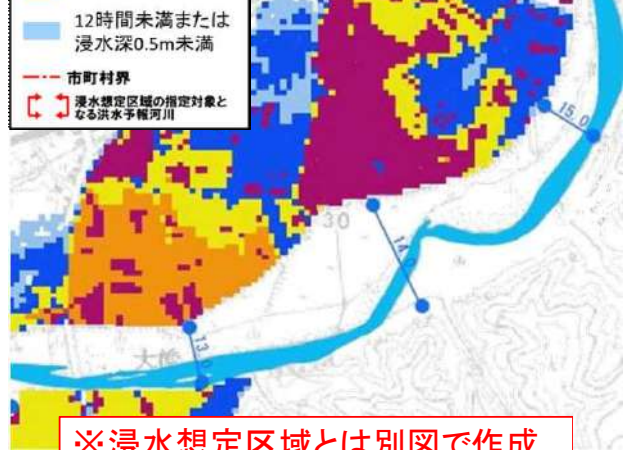 12時間未満または
浸水深0.5m未満
市町村界
浸水想定区域の指定対象と
なる洪水予報河川
15.0
30
14.0
13.0
※浸水想定区域とは別図で作成